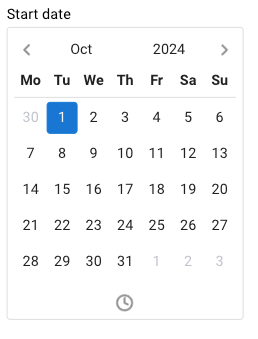 Start date
Oct 2024
Mo Tu We Th Fr Sa Su
30 1 2 3 4 5 6
7 8 9 10 11 12 13
14 15 16 17 18 19 20
21 22 23 24 25 26 27
28 29 30 31 1 2 3